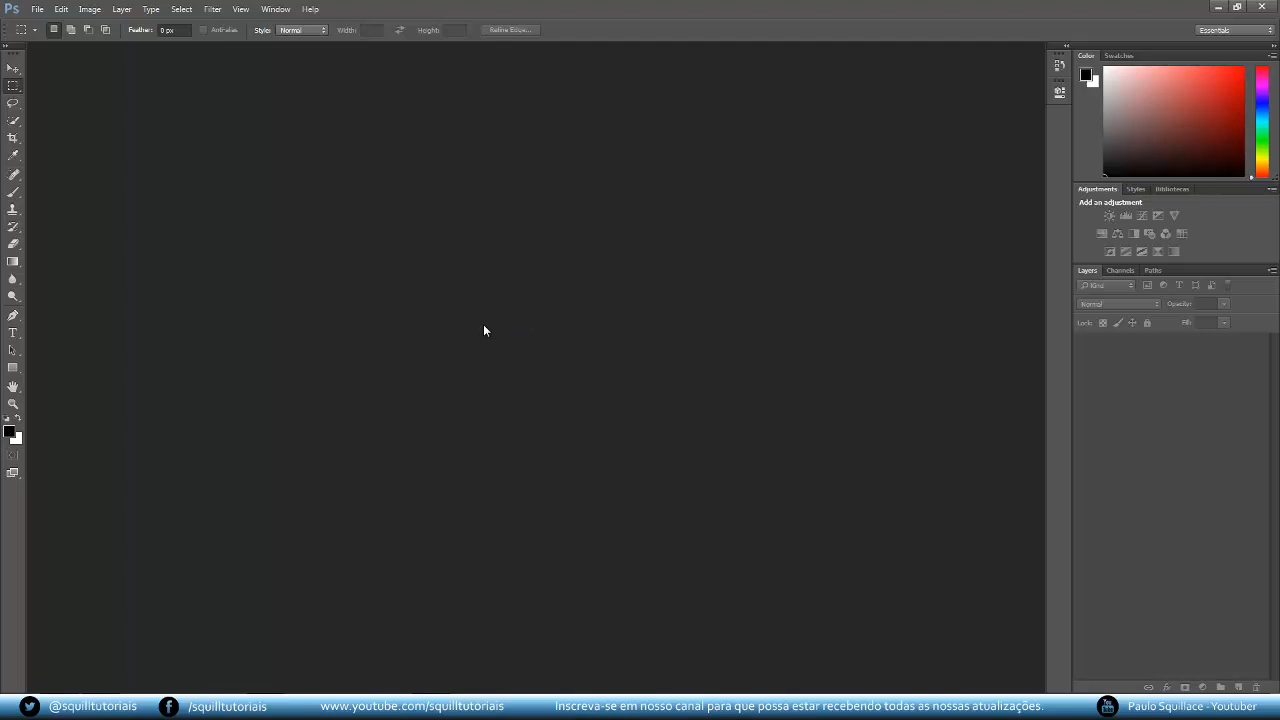 Ps File Edit Image Layer Type Select Filter View Window Help
Feather: 0 px Anti-alias Style: Normal Width: Height: Refine Edge... Essentials
Color Swatches
Adjustments Styles Bibliotecas
Add an adjustment
Layers Channels Paths
Kind
Normal Opacity:
Lock: Fill:
@squilltutoriais /squilltutoriais www.youtube.com/squilltutoriais Inscreva-se em nosso canal para que possa estar recebendo todas as nossas atualizações. Paulo Squillace - Youtuber